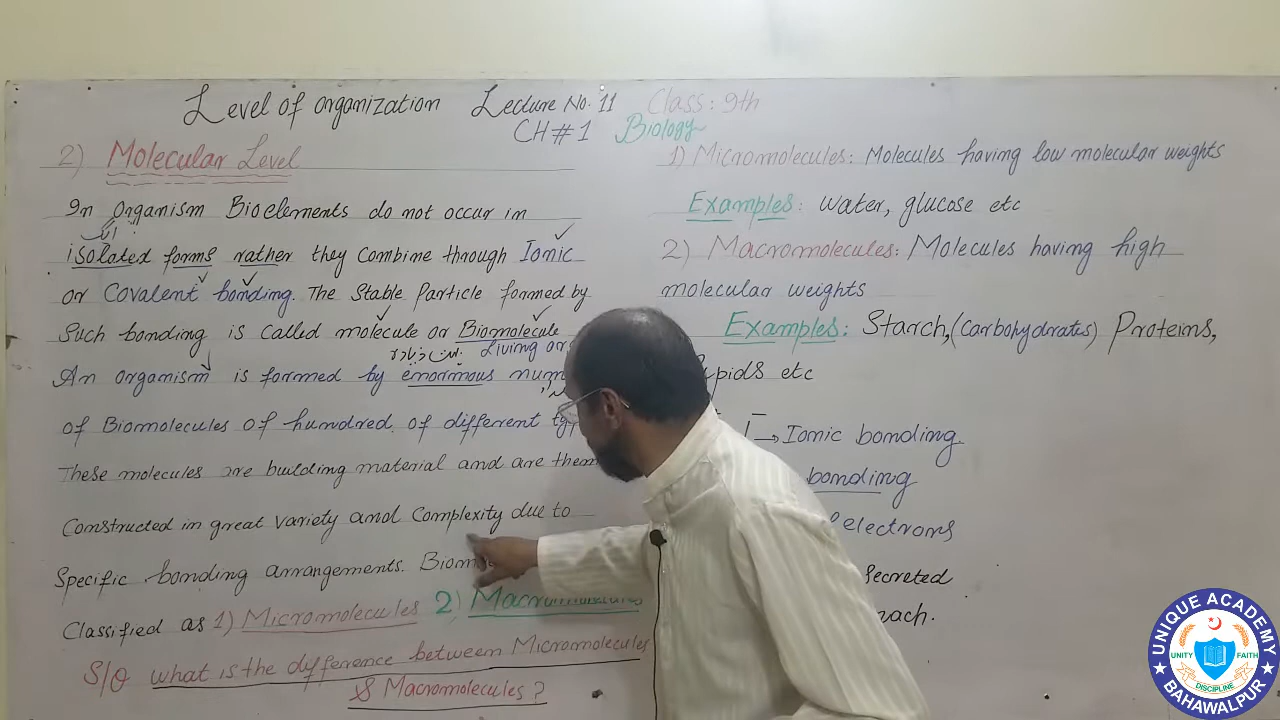 Level of organization Lecture No. 11 Class: 9th
CH # 1 Biology
2) Molecular Level
In Organism Bioelements do not occur in
isolated forms rather they combine through Ionic
or Covalent bonding. The Stable Particle formed by
Such bonding is called molecule or Biomolecule
Living or
An organism is formed by enormous num
of Biomolecules of hundred of different ty
These molecules are building material and are them
Constructed in great variety and Complexity due to
Specific bonding arrangements. Biom
Classified as 1) Micromolecules 2) Macromolecules
S/Q What is the difference between Micromolecules
& Macromolecules?
1) Micromolecules: Molecules having low molecular weights
Examples: Water, glucose etc
2) Macromolecules: Molecules having high
molecular weights
Examples: Starch, (Carbohydrates) Proteins,
Lipids etc
→ Ionic bonding.
bonding
electrons
Secreted
UNIQUE ACADEMY
UNITY FAITH
DISCIPLINE
BAHAWALPUR